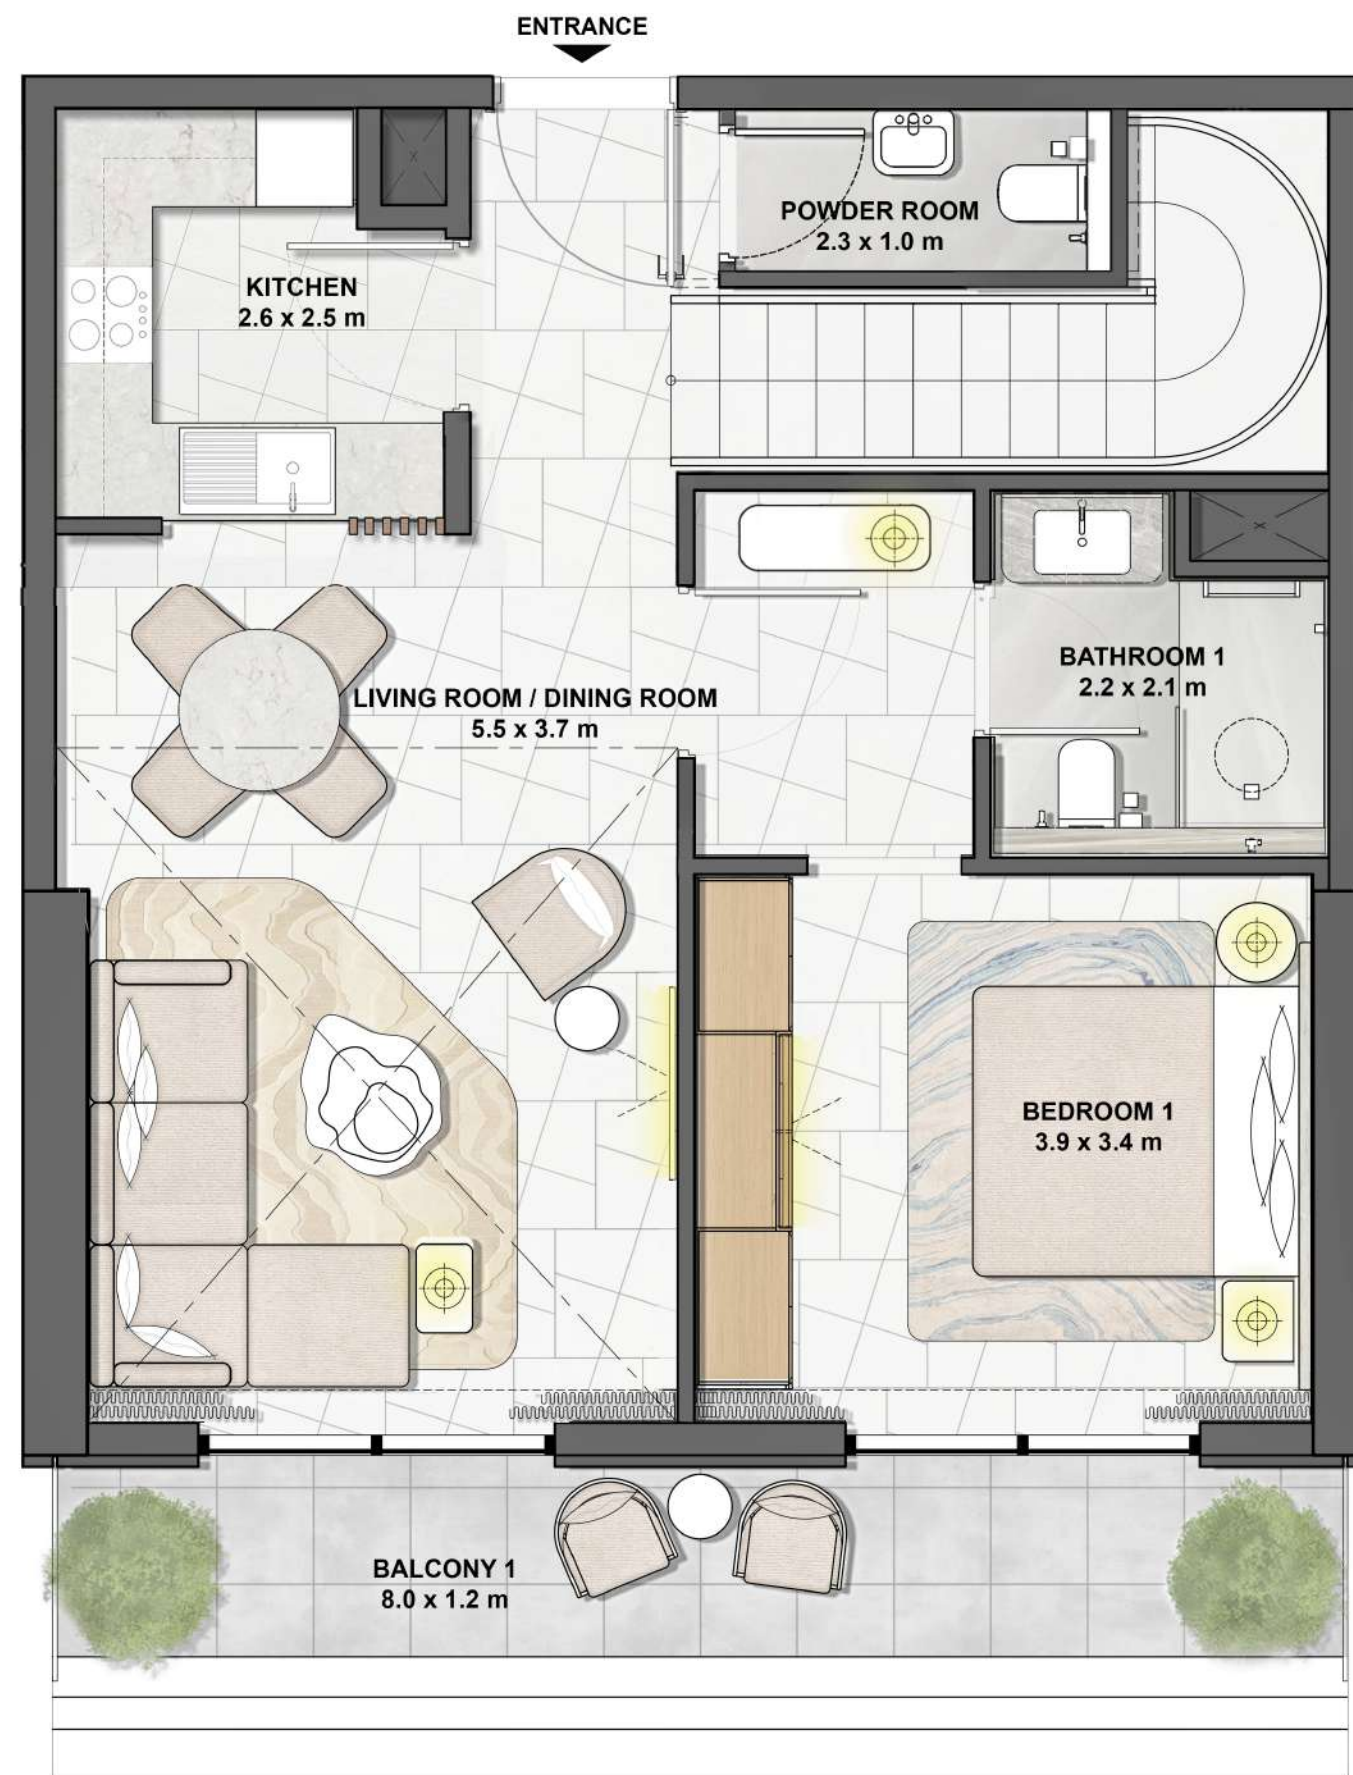 ENTRANCE
POWDER ROOM
2.3 x 1.0 m
KITCHEN
2.6 x 2.5 m
BATHROOM 1
2.2 x 2.1 m
LIVING ROOM / DINING ROOM
5.5 x 3.7 m
BEDROOM 1
3.9 x 3.4 m
BALCONY 1
8.0 x 1.2 m